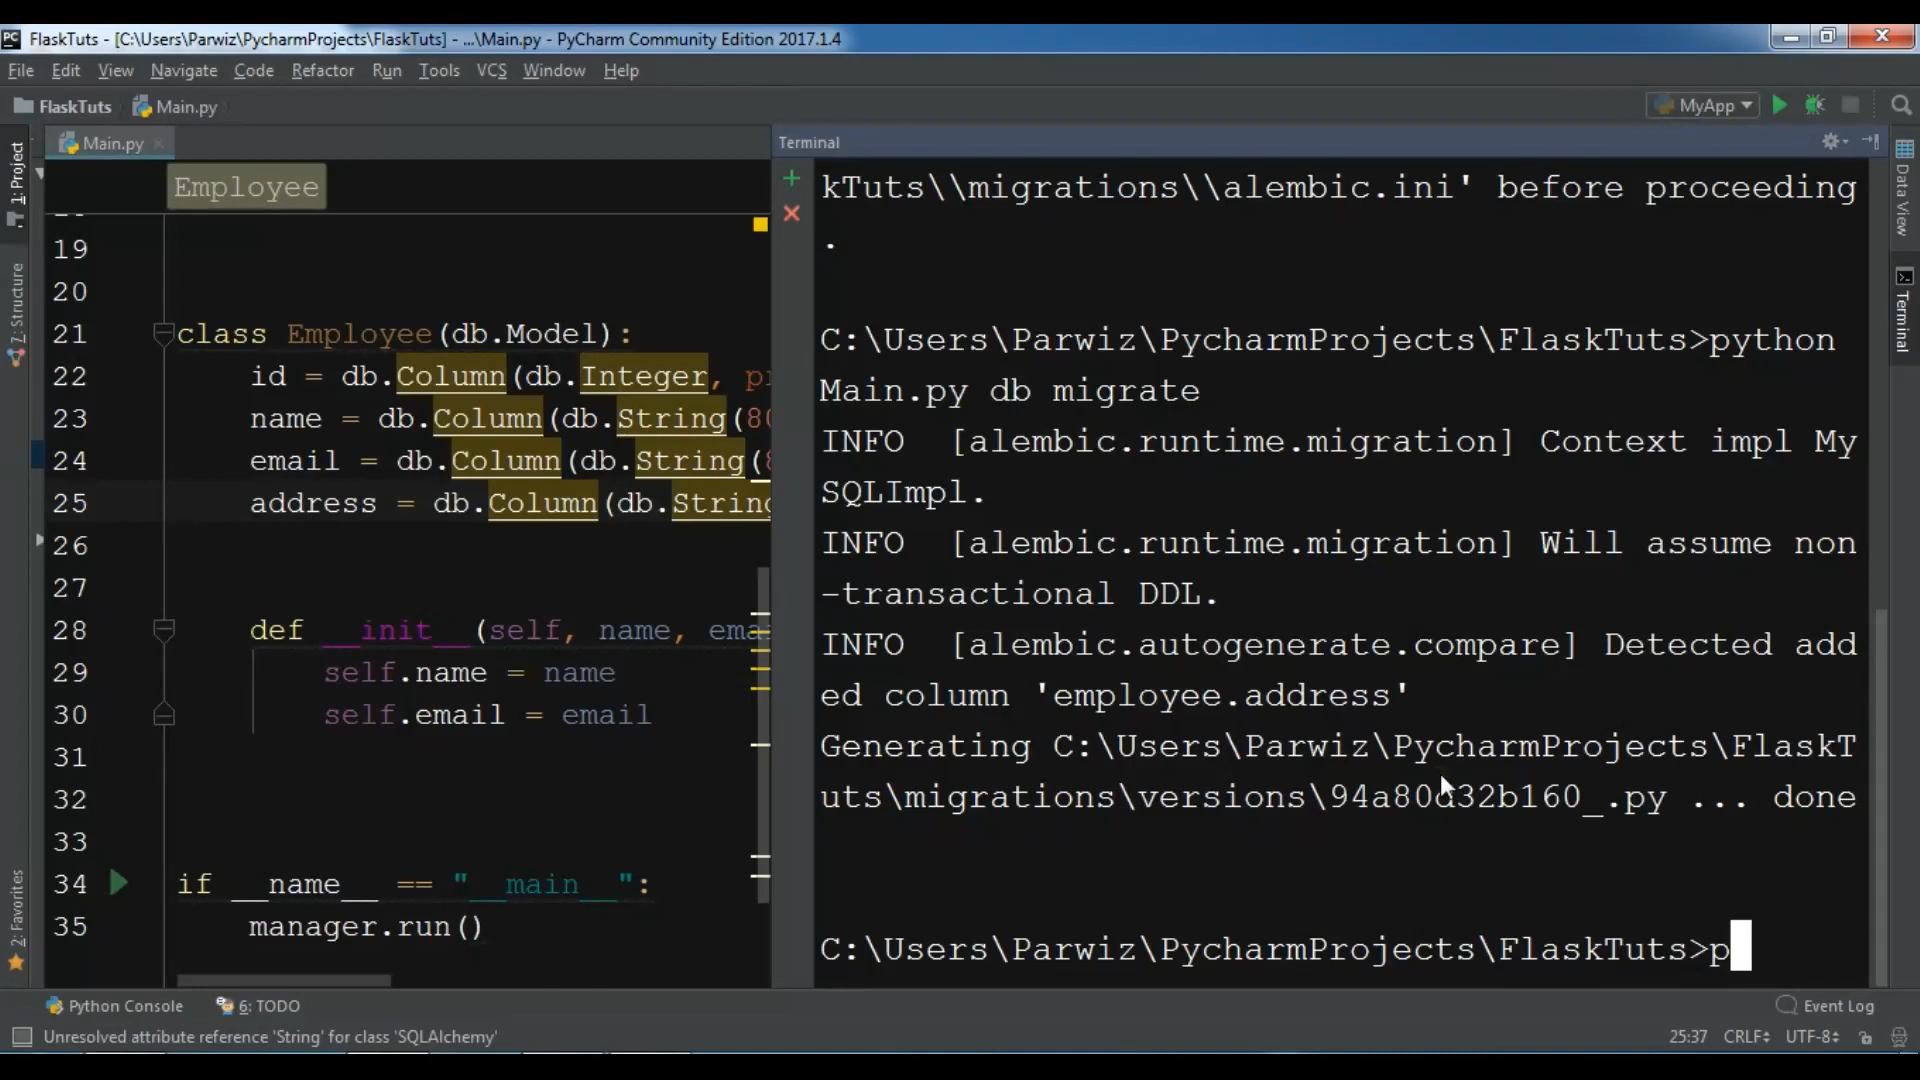 FlaskTuts - [C:\Users\Parwiz\PycharmProjects\FlaskTuts] - ...\Main.py - PyCharm Community Edition 2017.1.4
File Edit View Navigate Code Refactor Run Tools VCS Window Help
FlaskTuts Main.py MyApp
Main.py
Terminal
1: Project
7: Structure
2: Favorites
Employee
19
20
21 class Employee(db.Model):
22 id = db.Column(db.Integer,
23 name = db.Column(db.String(80
24 email = db.Column(db.String(
25 address = db.Column(db.String
26
27
28 def __init__(self, name, ema
29 self.name = name
30 self.email = email
31
32
33
34 if __name__ == "__main__":
35 manager.run()
kTuts\\migrations\\alembic.ini' before proceeding
.
C:\Users\Parwiz\PycharmProjects\FlaskTuts>python
Main.py db migrate
INFO  [alembic.runtime.migration] Context impl My
SQLImpl.
INFO  [alembic.runtime.migration] Will assume non
-transactional DDL.
INFO  [alembic.autogenerate.compare] Detected add
ed column 'employee.address'
Generating C:\Users\Parwiz\PycharmProjects\FlaskT
uts\migrations\versions\94a80d32b160_.py ... done
C:\Users\Parwiz\PycharmProjects\FlaskTuts>p
Data View
Terminal
Python Console 6: TODO Event Log
Unresolved attribute reference 'String' for class 'SQLAlchemy' 25:37 CRLF UTF-8